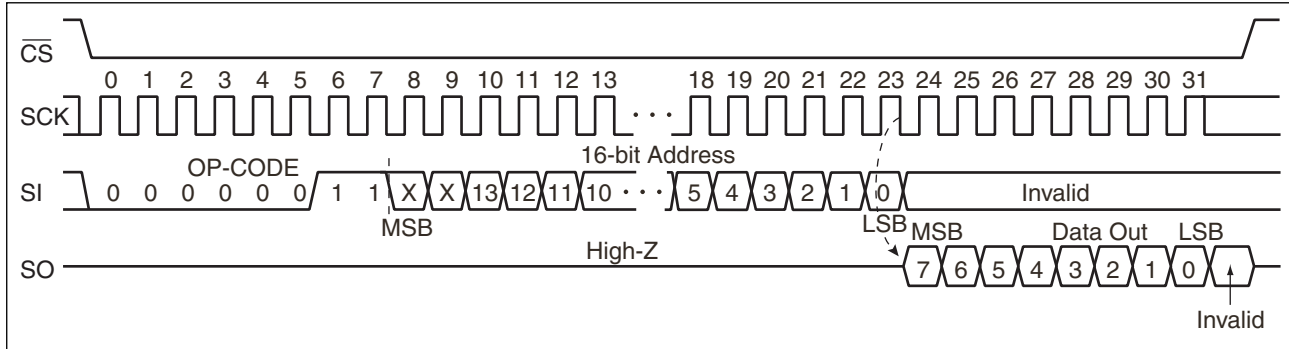 CS
0 1 2 3 4 5 6 7 8 9 10 11 12 13 18 19 20 21 22 23 24 25 26 27 28 29 30 31
SCK
16-bit Address
OP-CODE
SI 0 0 0 0 0 0 1 1 X X 13 12 11 10 5 4 3 2 1 0 Invalid
MSB LSB MSB Data Out LSB
High-Z
SO 7 6 5 4 3 2 1 0
Invalid